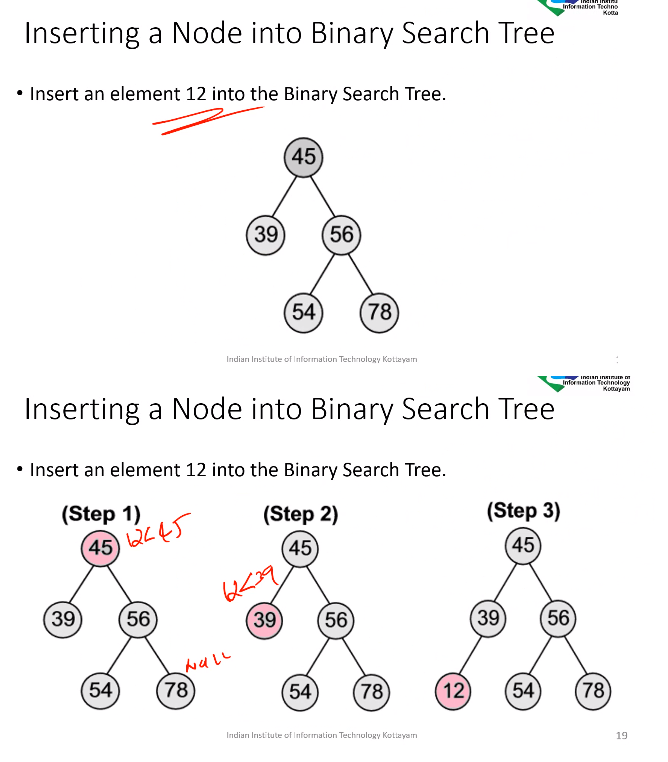 Indian Institu
Information Techno
Kotta
Inserting a Node into Binary Search Tree
• Insert an element 12 into the Binary Search Tree.
45
39 56
54 78
Indian Institute of Information Technology Kottayam
Indian Institute of
Information Technology
Kottayam
Inserting a Node into Binary Search Tree
• Insert an element 12 into the Binary Search Tree.
(Step 1) (Step 2) (Step 3)
45 12<45 45 45
12<39
39 56 39 56 39 56
NULL
54 78 54 78 12 54 78
Indian Institute of Information Technology Kottayam 19